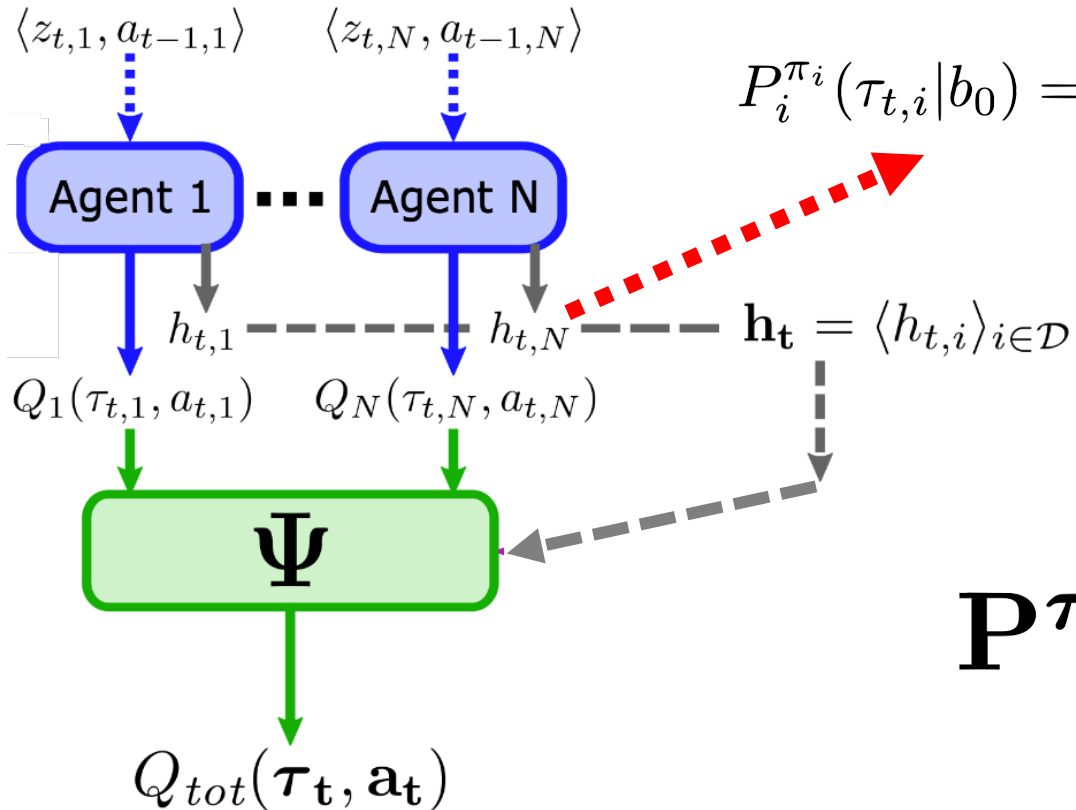 ⟨z_{t,1}, a_{t−1,1}⟩ ⟨z_{t,N}, a_{t−1,N}⟩
P_i^{π_i}(τ_{t,i}|b_0) =
Agent 1 ... Agent N
h_{t,1} h_{t,N} 𝐡_𝐭 = ⟨h_{t,i}⟩_{i∈𝒟}
Q_1(τ_{t,1}, a_{t,1}) Q_N(τ_{t,N}, a_{t,N})
Ψ
𝐏^𝛕
Q_{tot}(𝛕_𝐭, 𝐚_𝐭)